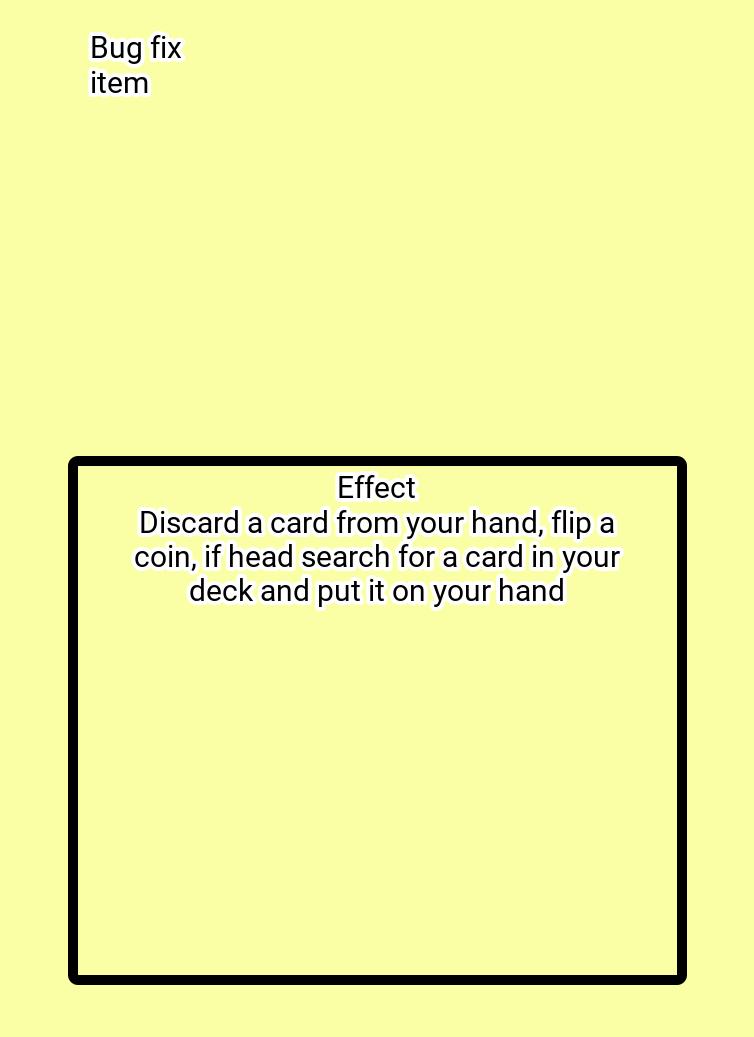 Bug fix
item
Effect
Discard a card from your hand, flip a
coin, if head search for a card in your
deck and put it on your hand